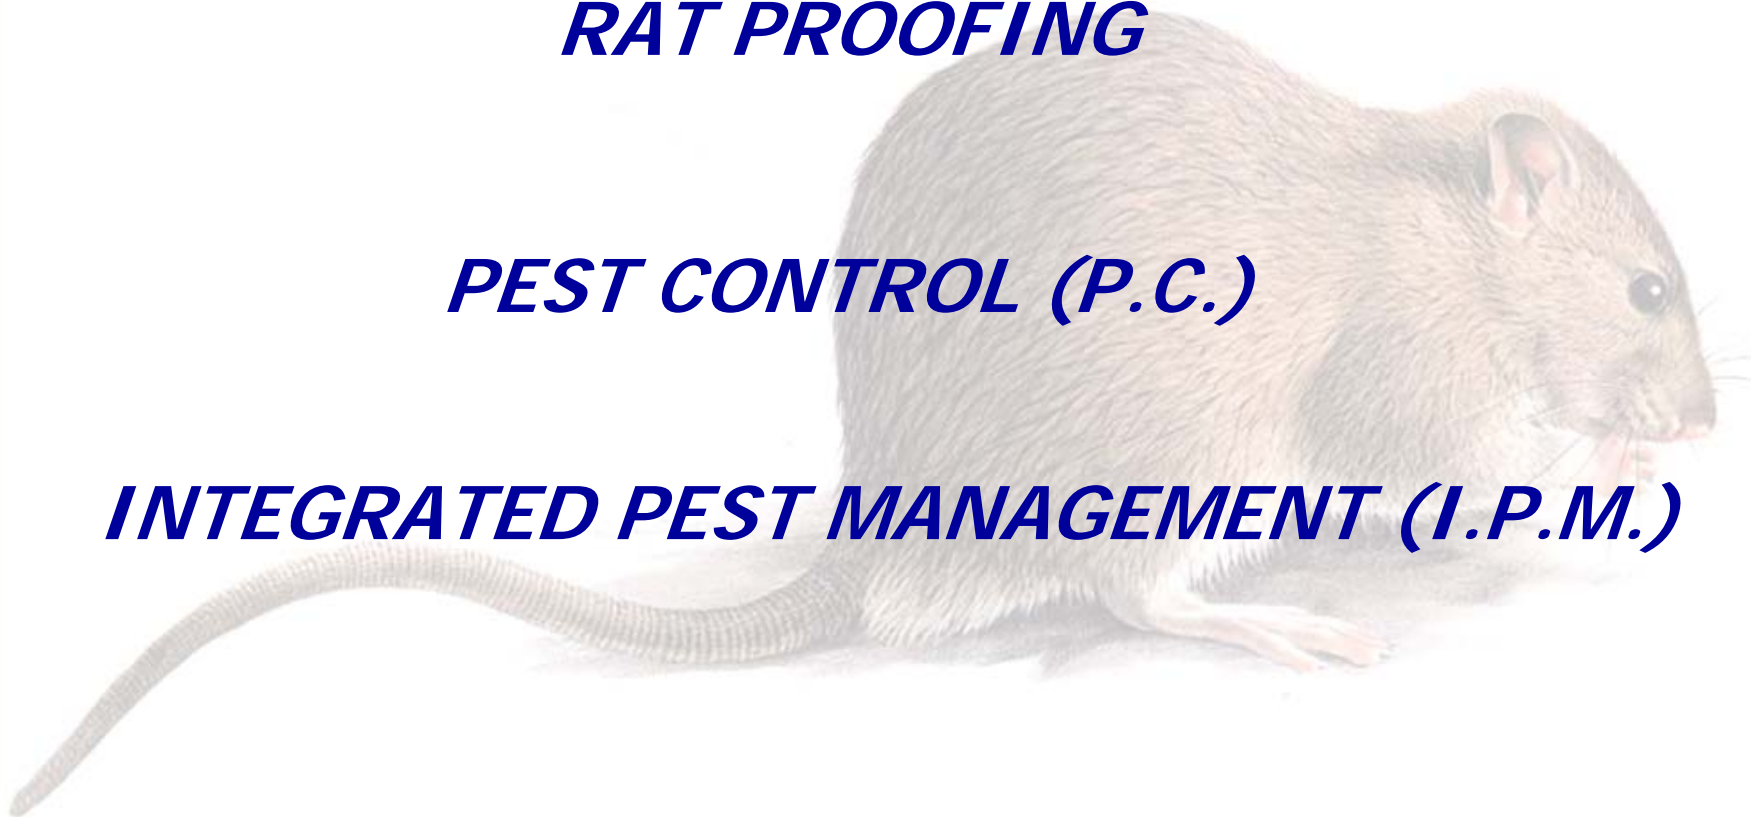 RAT PROOFING
PEST CONTROL (P.C.)
INTEGRATED PEST MANAGEMENT (I.P.M.)